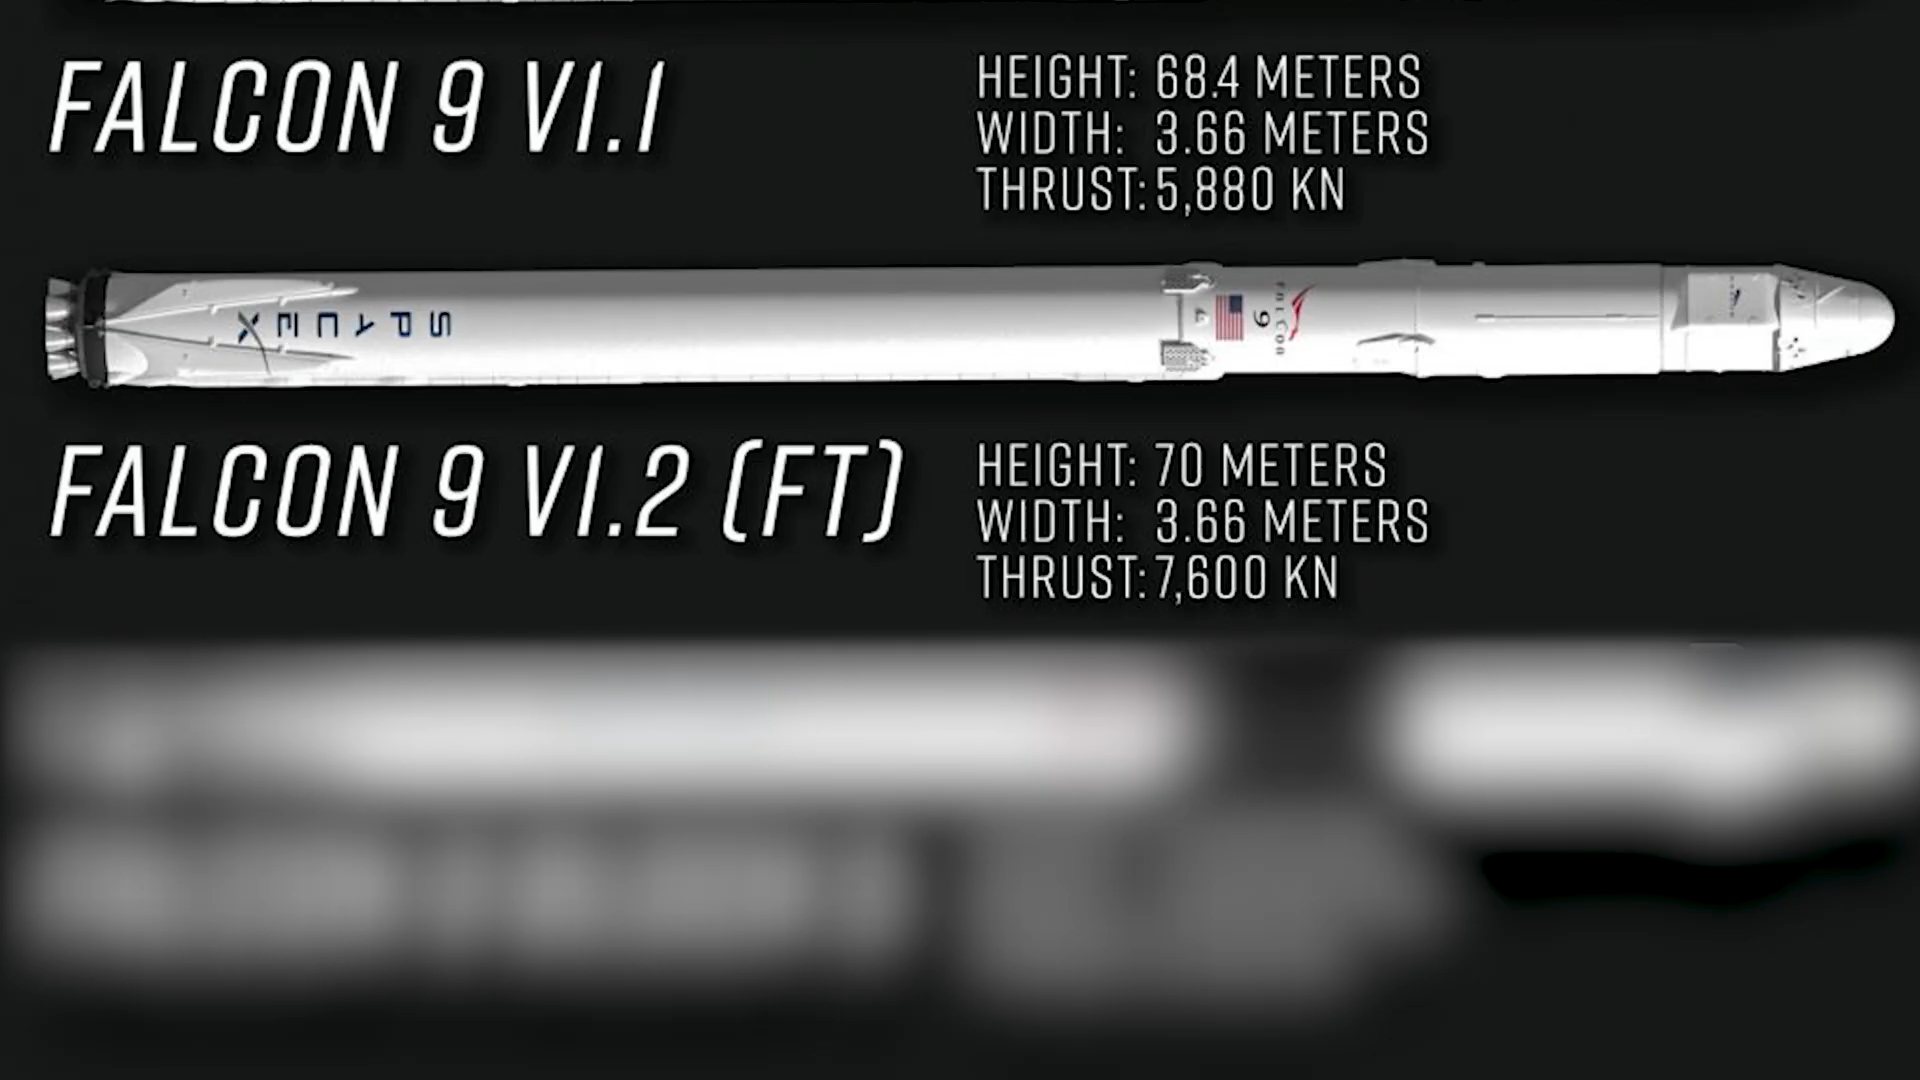 FALCON 9 V1.1
HEIGHT: 68.4 METERS
WIDTH: 3.66 METERS
THRUST: 5,880 KN
SPACEX
FALCON
9
FALCON 9 V1.2 (FT)
HEIGHT: 70 METERS
WIDTH: 3.66 METERS
THRUST: 7,600 KN